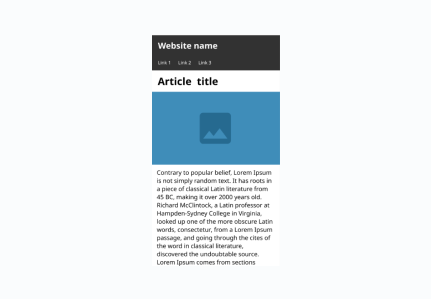 Website name
Link 1 Link 2 Link 3
Article title
Contrary to popular belief, Lorem Ipsum
is not simply random text. It has roots in
a piece of classical Latin literature from
45 BC, making it over 2000 years old.
Richard McClintock, a Latin professor at
Hampden-Sydney College in Virginia,
looked up one of the more obscure Latin
words, consectetur, from a Lorem Ipsum
passage, and going through the cites of
the word in classical literature,
discovered the undoubtable source.
Lorem Ipsum comes from sections